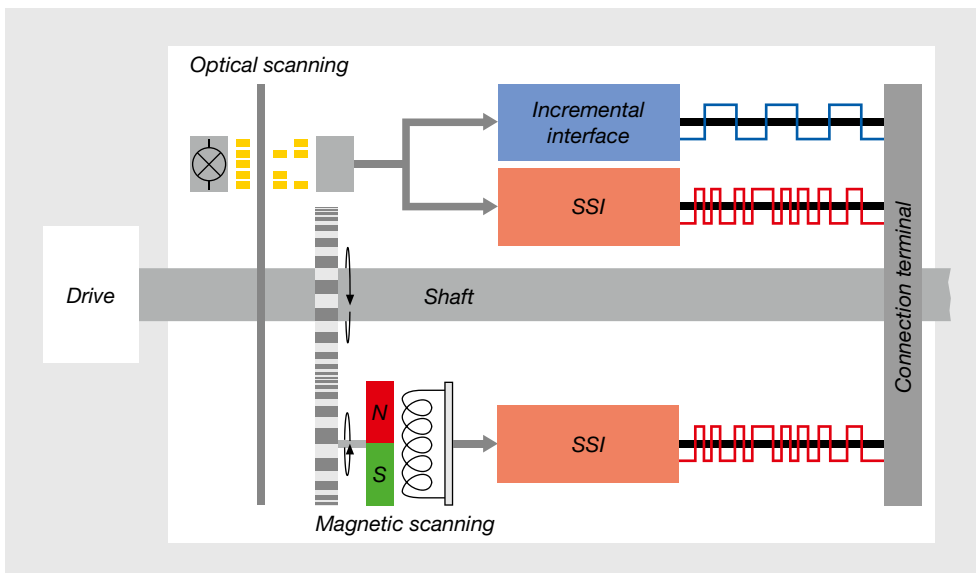 Optical scanning
Incremental
interface
SSI
Drive
Shaft
Connection terminal
N
S
SSI
Magnetic scanning